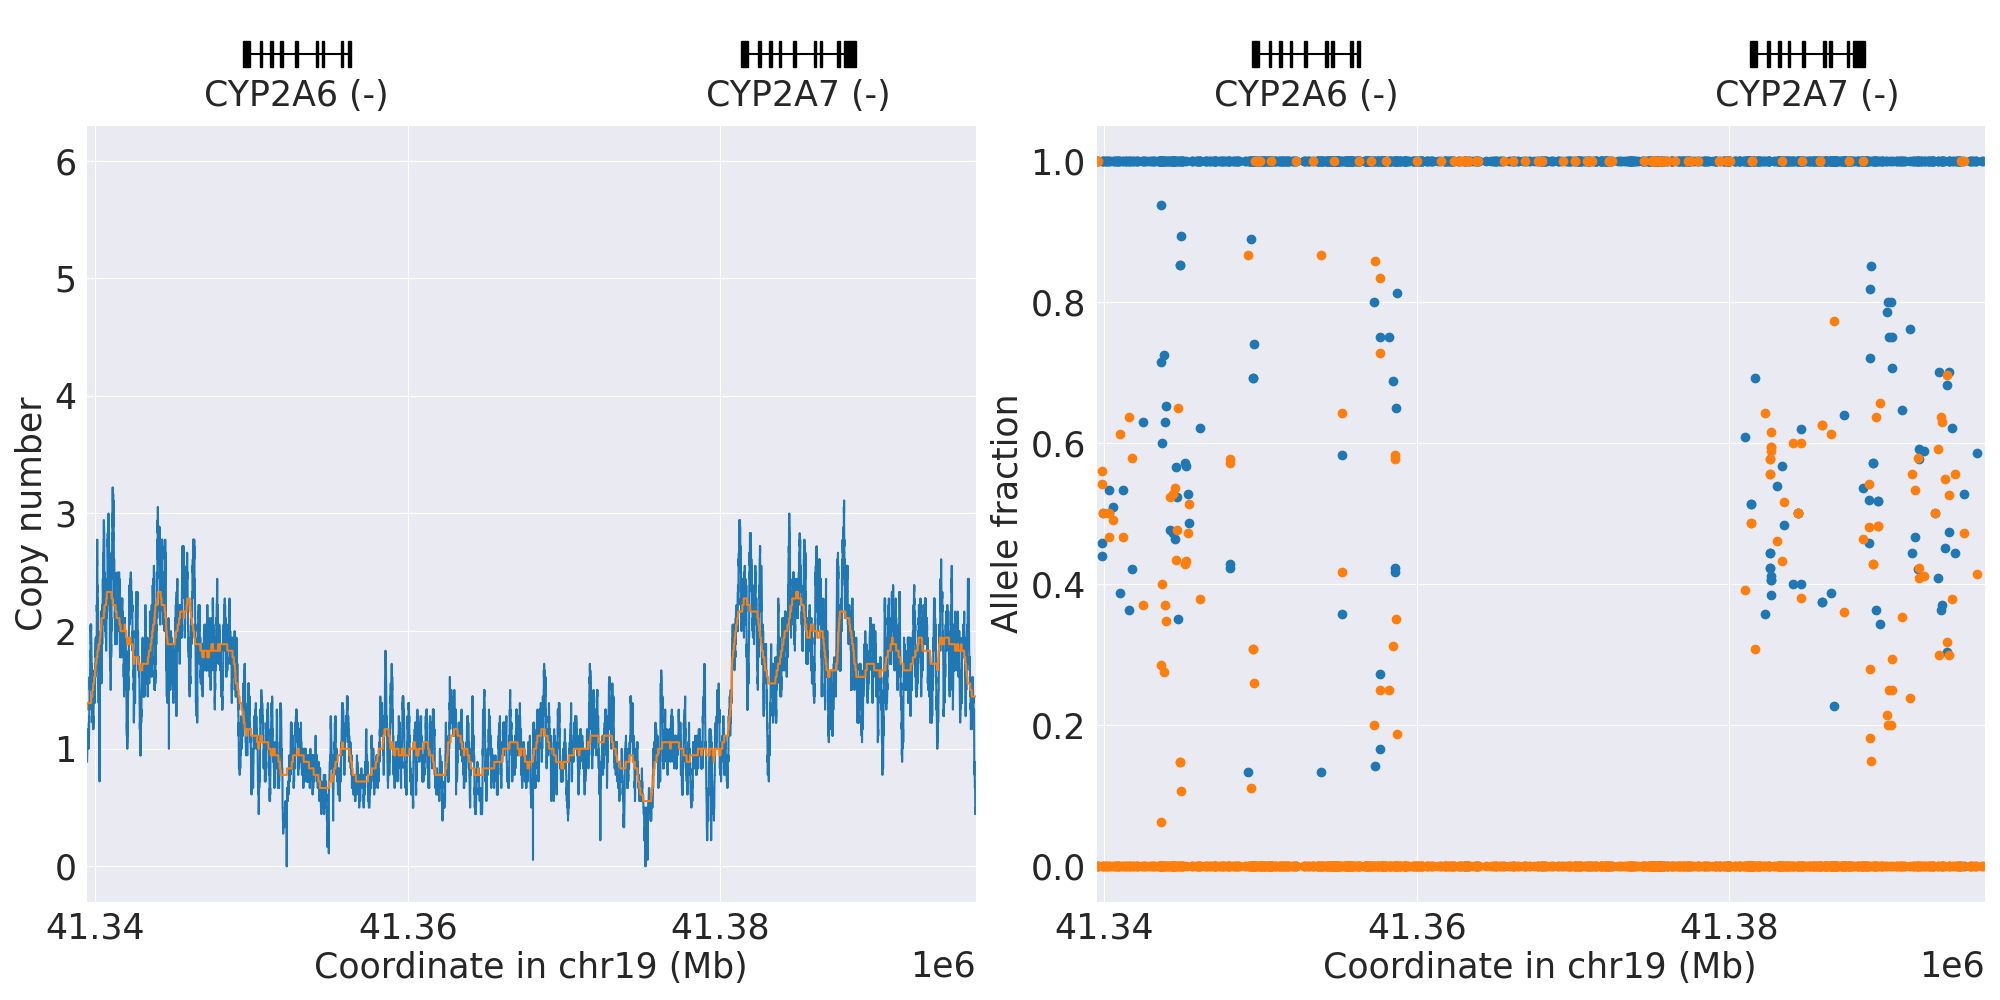 CYP2A6 (-)
CYP2A7 (-)
6
5
4
3
2
1
0
Copy number
41.34
41.36
41.38
Coordinate in chr19 (Mb)
1e6
CYP2A6 (-)
CYP2A7 (-)
1.0
0.8
0.6
0.4
0.2
0.0
Allele fraction
41.34
41.36
41.38
Coordinate in chr19 (Mb)
1e6